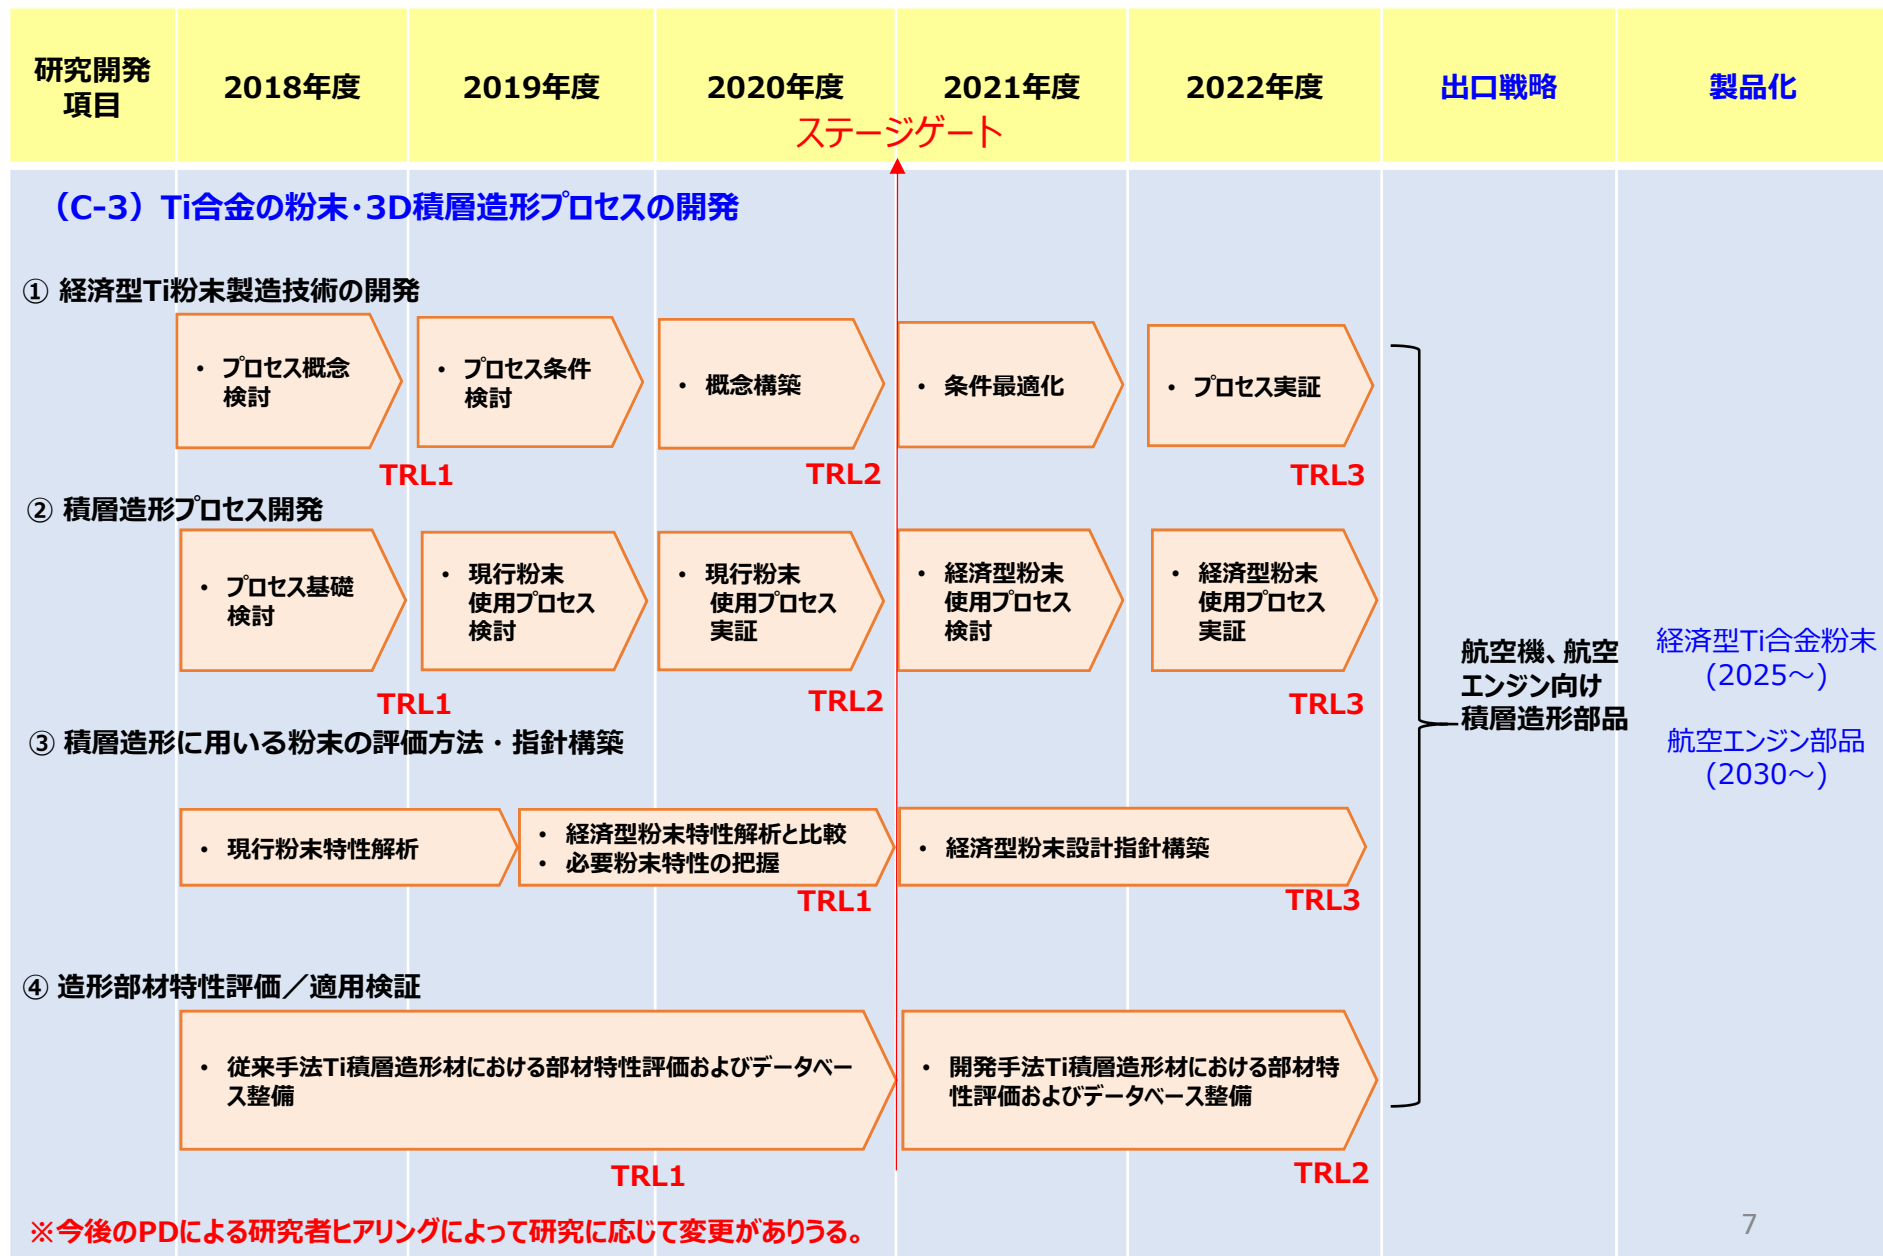 研究開発
項目
2018年度
2019年度
2020年度
2021年度
2022年度
出口戦略
製品化
ステージゲート
（C-3）Ti合金の粉末・3D積層造形プロセスの開発
① 経済型Ti粉末製造技術の開発
• プロセス概念
検討
• プロセス条件
検討
• 概念構築
• 条件最適化
• プロセス実証
TRL1
TRL2
TRL3
② 積層造形プロセス開発
• プロセス基礎
検討
• 現行粉末
使用プロセス
検討
• 現行粉末
使用プロセス
実証
• 経済型粉末
使用プロセス
検討
• 経済型粉末
使用プロセス
実証
TRL1
TRL2
TRL3
③ 積層造形に用いる粉末の評価方法・指針構築
• 現行粉末特性解析
• 経済型粉末特性解析と比較
• 必要粉末特性の把握
• 経済型粉末設計指針構築
TRL1
TRL3
④ 造形部材特性評価／適用検証
• 従来手法Ti積層造形材における部材特性評価およびデータベー
ス整備
• 開発手法Ti積層造形材における部材特
性評価およびデータベース整備
TRL1
TRL2
航空機、航空
エンジン向け
積層造形部品
経済型Ti合金粉末
(2025～)
航空エンジン部品
(2030～)
※今後のPDによる研究者ヒアリングによって研究に応じて変更がありうる。
7